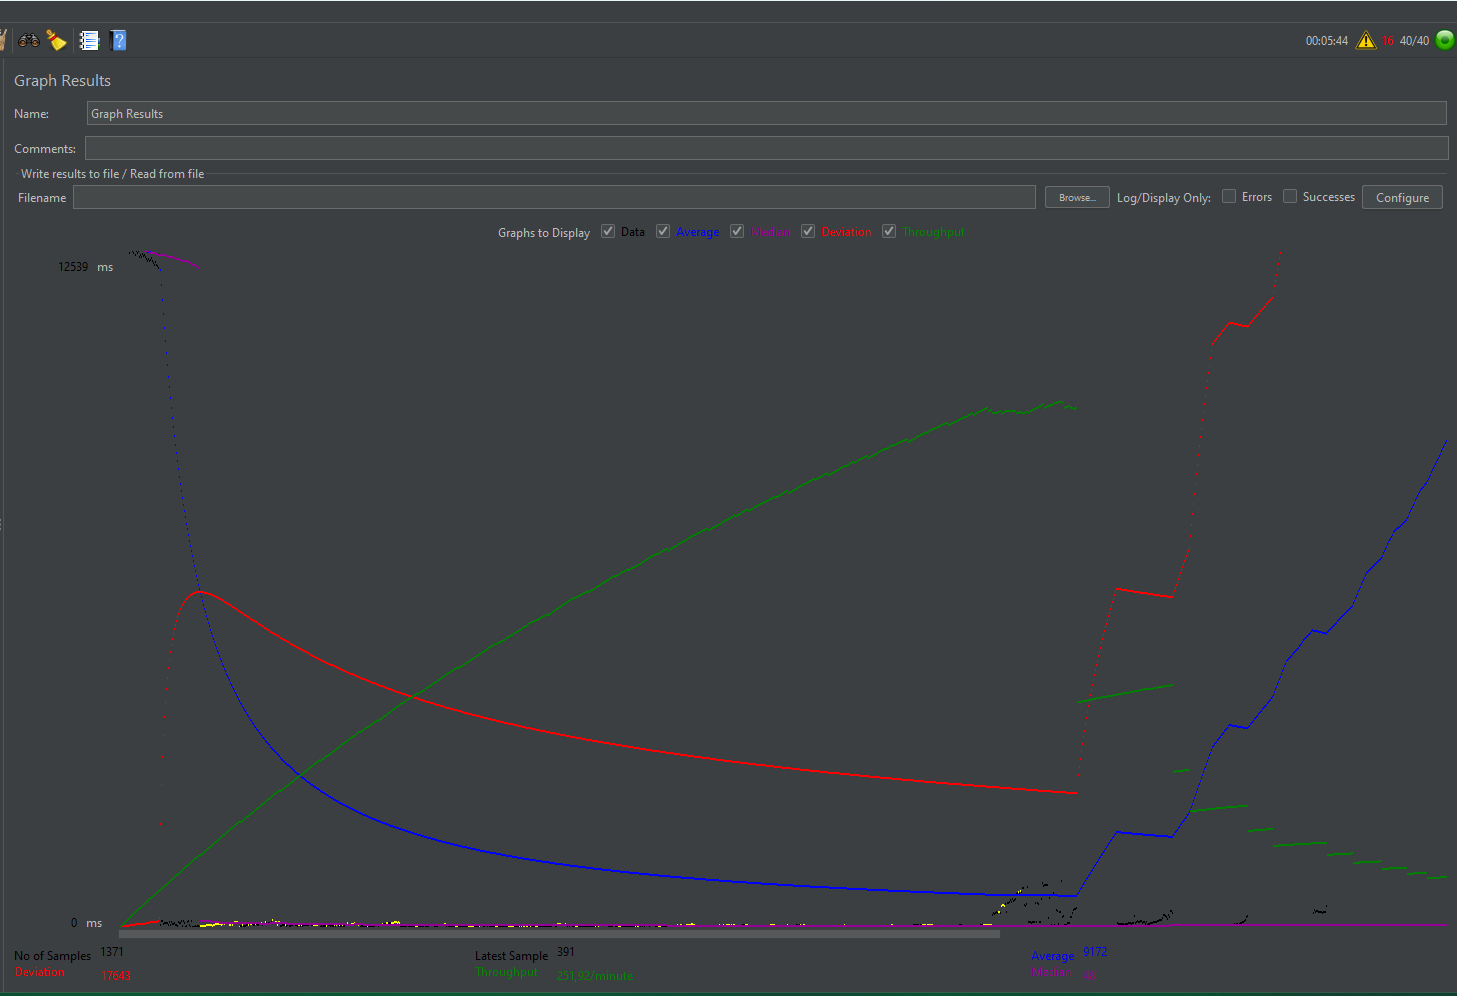 00:05:44 16 40/40
Graph Results
Name: Graph Results
Comments:
Write results to file / Read from file
Filename Browse... Log/Display Only: Errors Successes Configure
Graphs to Display Data Average Median Deviation Throughput
12539 ms
0 ms
No of Samples 1371 Latest Sample 391 Average 9172
Deviation 17643 Throughput 251,92/minute Median